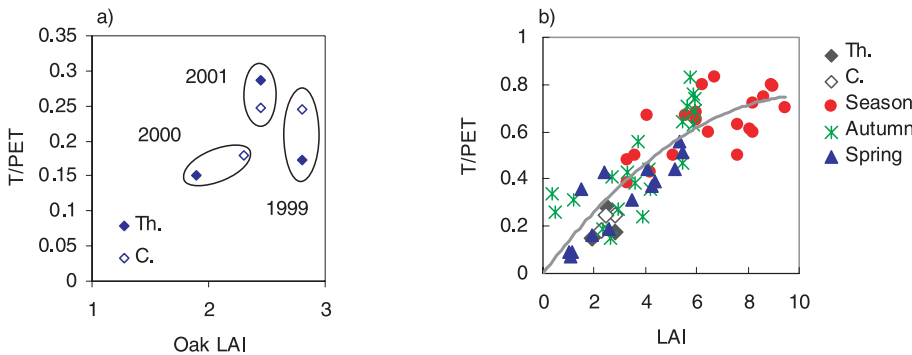 a)
T/PET
0.35
0.3
0.25
0.2
0.15
0.1
0.05
0
2001
2000
1999
Th.
C.
1 2 3
Oak LAI
b)
T/PET
1
0.8
0.6
0.4
0.2
0
0 2 4 6 8 10
LAI
Th.
C.
Season
Autumn
Spring